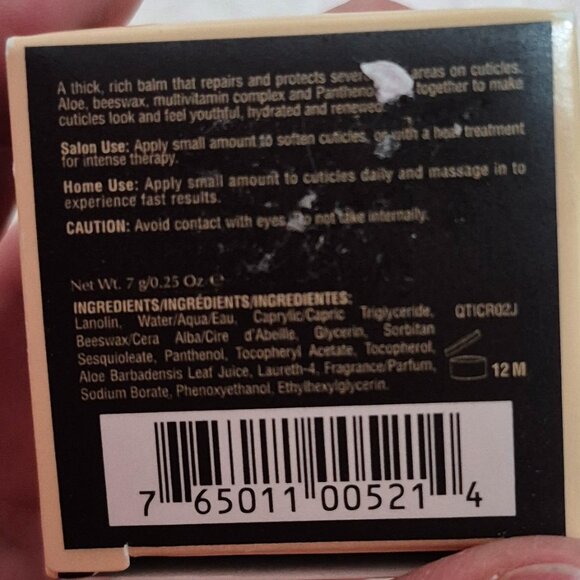 A thick, rich balm that repairs and protects areas on cuticles.
Aloe, beeswax, multivitamin complex and together to make
cuticles look and feel youthful, hydrated and
Salon Use: Apply small amount to soften cuticles, or with a heat treatment
for intense therapy.
Home Use: Apply small amount to cuticles daily and massage in to
experience fast results.
CAUTION: Avoid contact with eyes. Do not take internally.
Net Wt. 7 g/0.25 Oz ℮
INGREDIENTS/INGRÉDIENTS/INGREDIENTES:
Lanolin, Water/Aqua/Eau, Caprylic/Capric Triglyceride,
Beeswax/Cera Alba/Cire d'Abeille, Glycerin, Sorbitan
Sesquioleate, Panthenol, Tocopheryl Acetate, Tocopherol,
Aloe Barbadensis Leaf Juice, Laureth-4, Fragrance/Parfum,
Sodium Borate, Phenoxyethanol, Ethylhexylglycerin.
QTICR02J
12 M
7 65011 00521 4